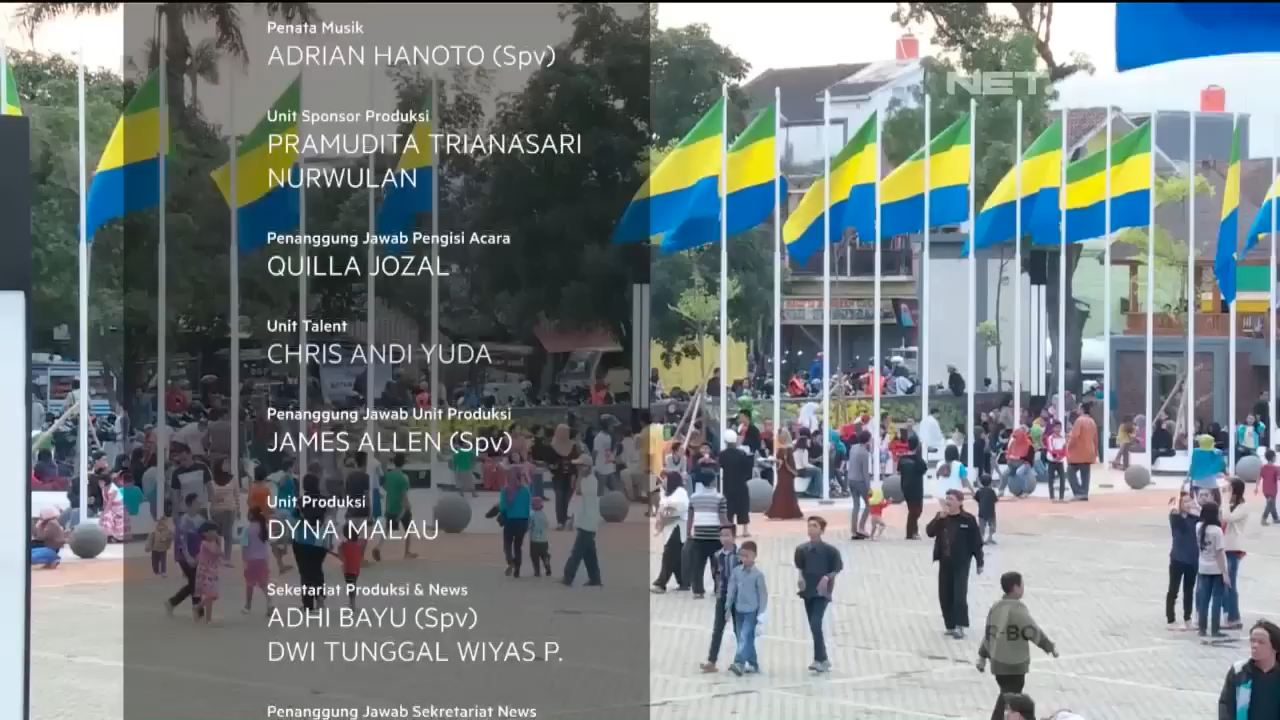 Penata Musik
ADRIAN HANOTO (Spv)
NET.
Unit Sponsor Produksi
PRAMUDITA TRIANASARI
NURWULAN
Penanggung Jawab Pengisi Acara
QUILLA JOZAL
Unit Talent
CHRIS ANDI YUDA
Penanggung Jawab Unit Produksi
JAMES ALLEN (Spv)
Unit Produksi
DYNA MALAU
Seketariat Produksi & News
ADHI BAYU (Spv)
DWI TUNGGAL WIYAS P.
Penanggung Jawab Sekretariat News